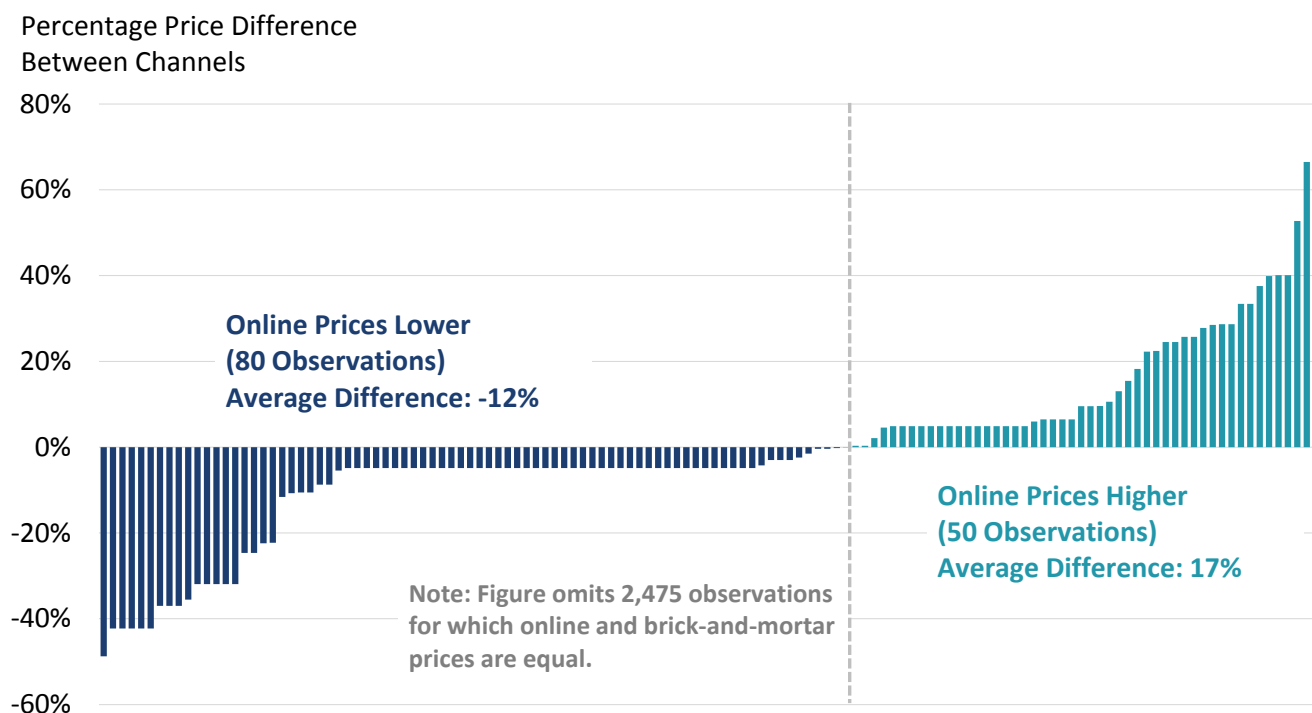 Percentage Price Difference
Between Channels
80%
60%
40%
20%
0%
-20%
-40%
-60%
Online Prices Lower
(80 Observations)
Average Difference: -12%
Online Prices Higher
(50 Observations)
Average Difference: 17%
Note: Figure omits 2,475 observations
for which online and brick-and-mortar
prices are equal.